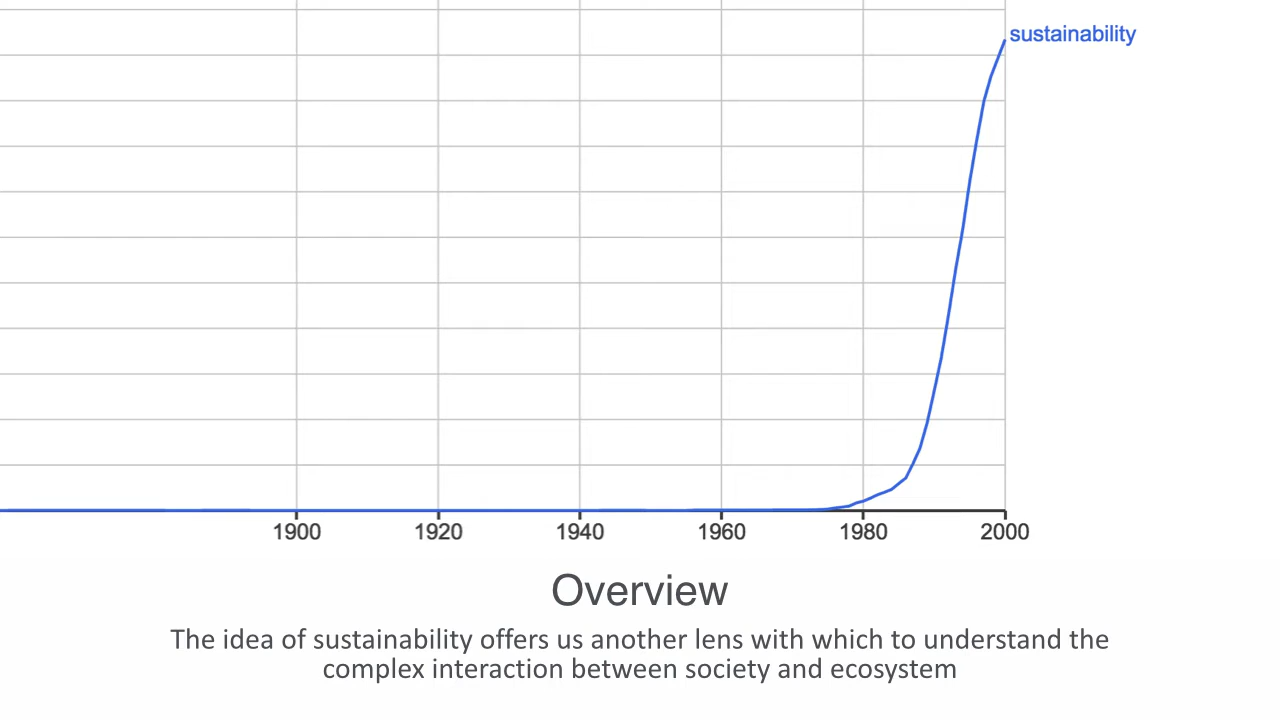 sustainability
1900 1920 1940 1960 1980 2000
Overview
The idea of sustainability offers us another lens with which to understand the
complex interaction between society and ecosystem